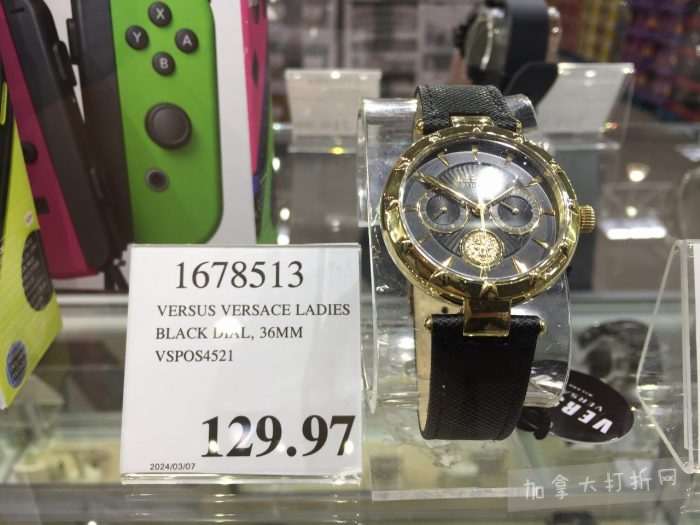 X
Y
A
B
1678513
VERSUS VERSACE LADIES
BLACK DIAL, 36MM
VSPOS4521
129.97
2024/03/07
VERS
加拿大打折网